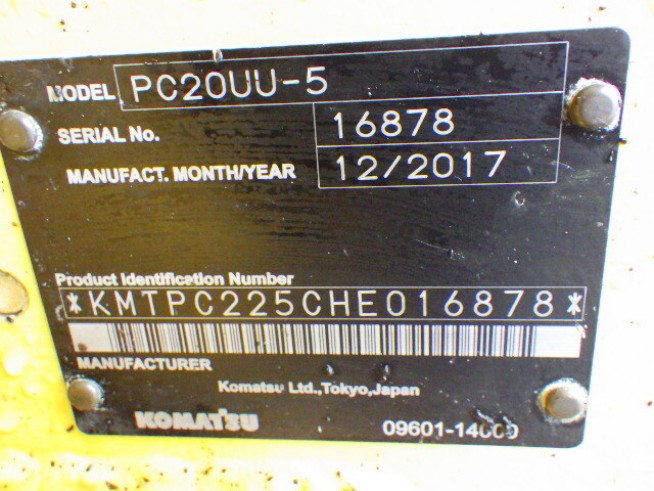 MODEL PC20UU-5
SERIAL No. 16878
MANUFACT. MONTH/YEAR 12/2017
Product Identification Number
*KMTPC225CHE016878*
MANUFACTURER
Komatsu Ltd.,Tokyo,Japan
KOMATSU